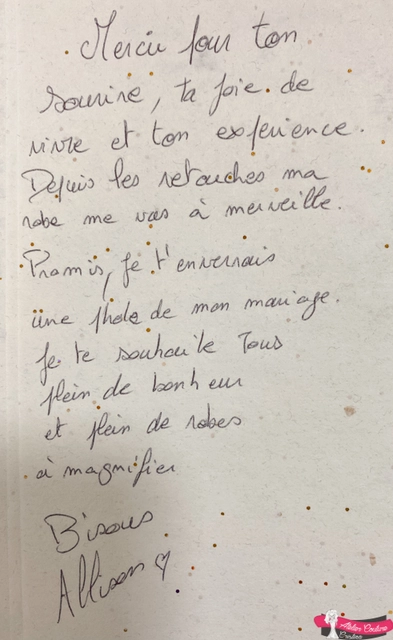 Merci pour ton
sourire, ta joie de
vivre et ton expérience.
Depuis les retouches ma
robe me vas à merveille.
Promis, je t'enverrais
une photo de mon mariage.
Je te souhaite Tous
plein de bonheur
et plein de robes
à magnifier
Bisous
Allison ♡
Atelier Couture